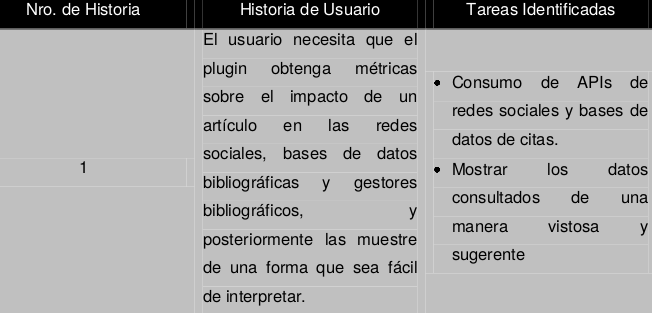 Nro. de Historia
Historia de Usuario
Tareas Identificadas
1
El usuario necesita que el
plugin obtenga métricas
sobre el impacto de un
artículo en las redes
sociales, bases de datos
bibliográficas y gestores
bibliográficos, y
posteriormente las muestre
de una forma que sea fácil
de interpretar.
• Consumo de APIs de
redes sociales y bases de
datos de citas.
• Mostrar los datos
consultados de una
manera vistosa y
sugerente